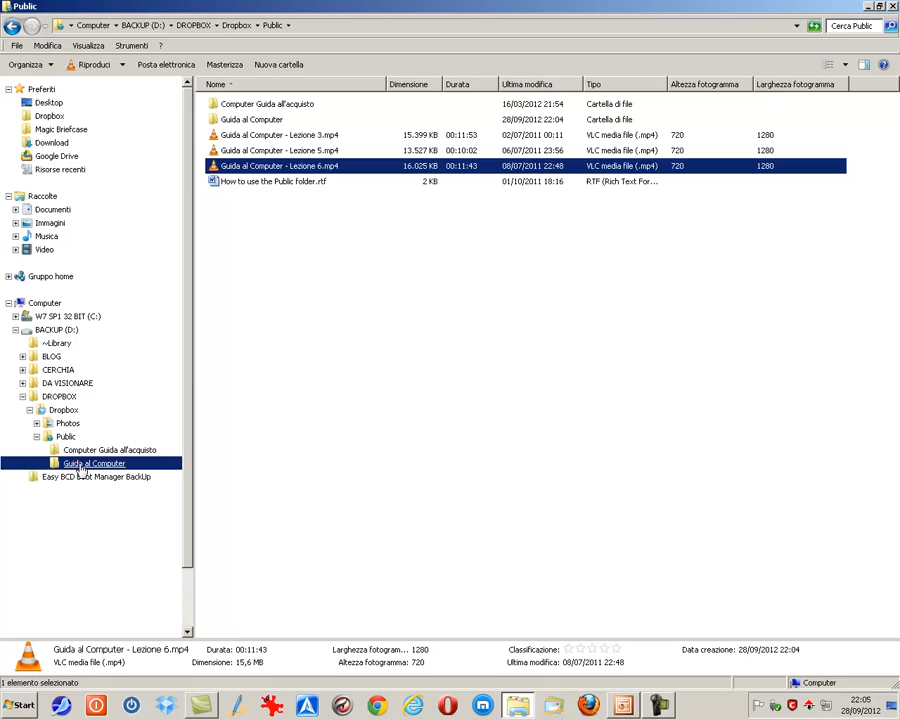 Public
Computer BACKUP (D:) DROPBOX Dropbox Public
Cerca Public
File Modifica Visualizza Strumenti ?
Organizza Riproduci Posta elettronica Masterizza Nuova cartella
Nome Dimensione Durata Ultima modifica Tipo Altezza fotogramma Larghezza fotogramma
Computer Guida all'acquisto 16/03/2012 21:54 Cartella di file
Guida al Computer 28/09/2012 22:04 Cartella di file
Guida al Computer - Lezione 3.mp4 15.399 KB 00:11:53 02/07/2011 00:11 VLC media file (.mp4) 720 1280
Guida al Computer - Lezione 5.mp4 13.527 KB 00:10:02 06/07/2011 23:56 VLC media file (.mp4) 720 1280
Guida al Computer - Lezione 6.mp4 16.025 KB 00:11:43 08/07/2011 22:48 VLC media file (.mp4) 720 1280
How to use the Public folder.rtf 2 KB 01/10/2011 18:16 RTF (Rich Text For...
Preferiti
Desktop
Dropbox
Magic Briefcase
Download
Google Drive
Risorse recenti
Raccolte
Documenti
Immagini
Musica
Video
Gruppo home
Computer
W7 SP1 32 BIT (C:)
BACKUP (D:)
~Library
BLOG
CERCHIA
DA VISIONARE
DROPBOX
Dropbox
Photos
Public
Computer Guida all'acquisto
Guida al Computer
Easy BCD Boot Manager BackUp
Guida al Computer - Lezione 6.mp4 Durata: 00:11:43 Larghezza fotogram... 1280 Classificazione: Data creazione: 28/09/2012 22:04
VLC media file (.mp4) Dimensione: 15,6 MB Altezza fotogramma: 720 Ultima modifica: 08/07/2011 22:48
1 elemento selezionato Computer
Start 22:05
28/09/2012